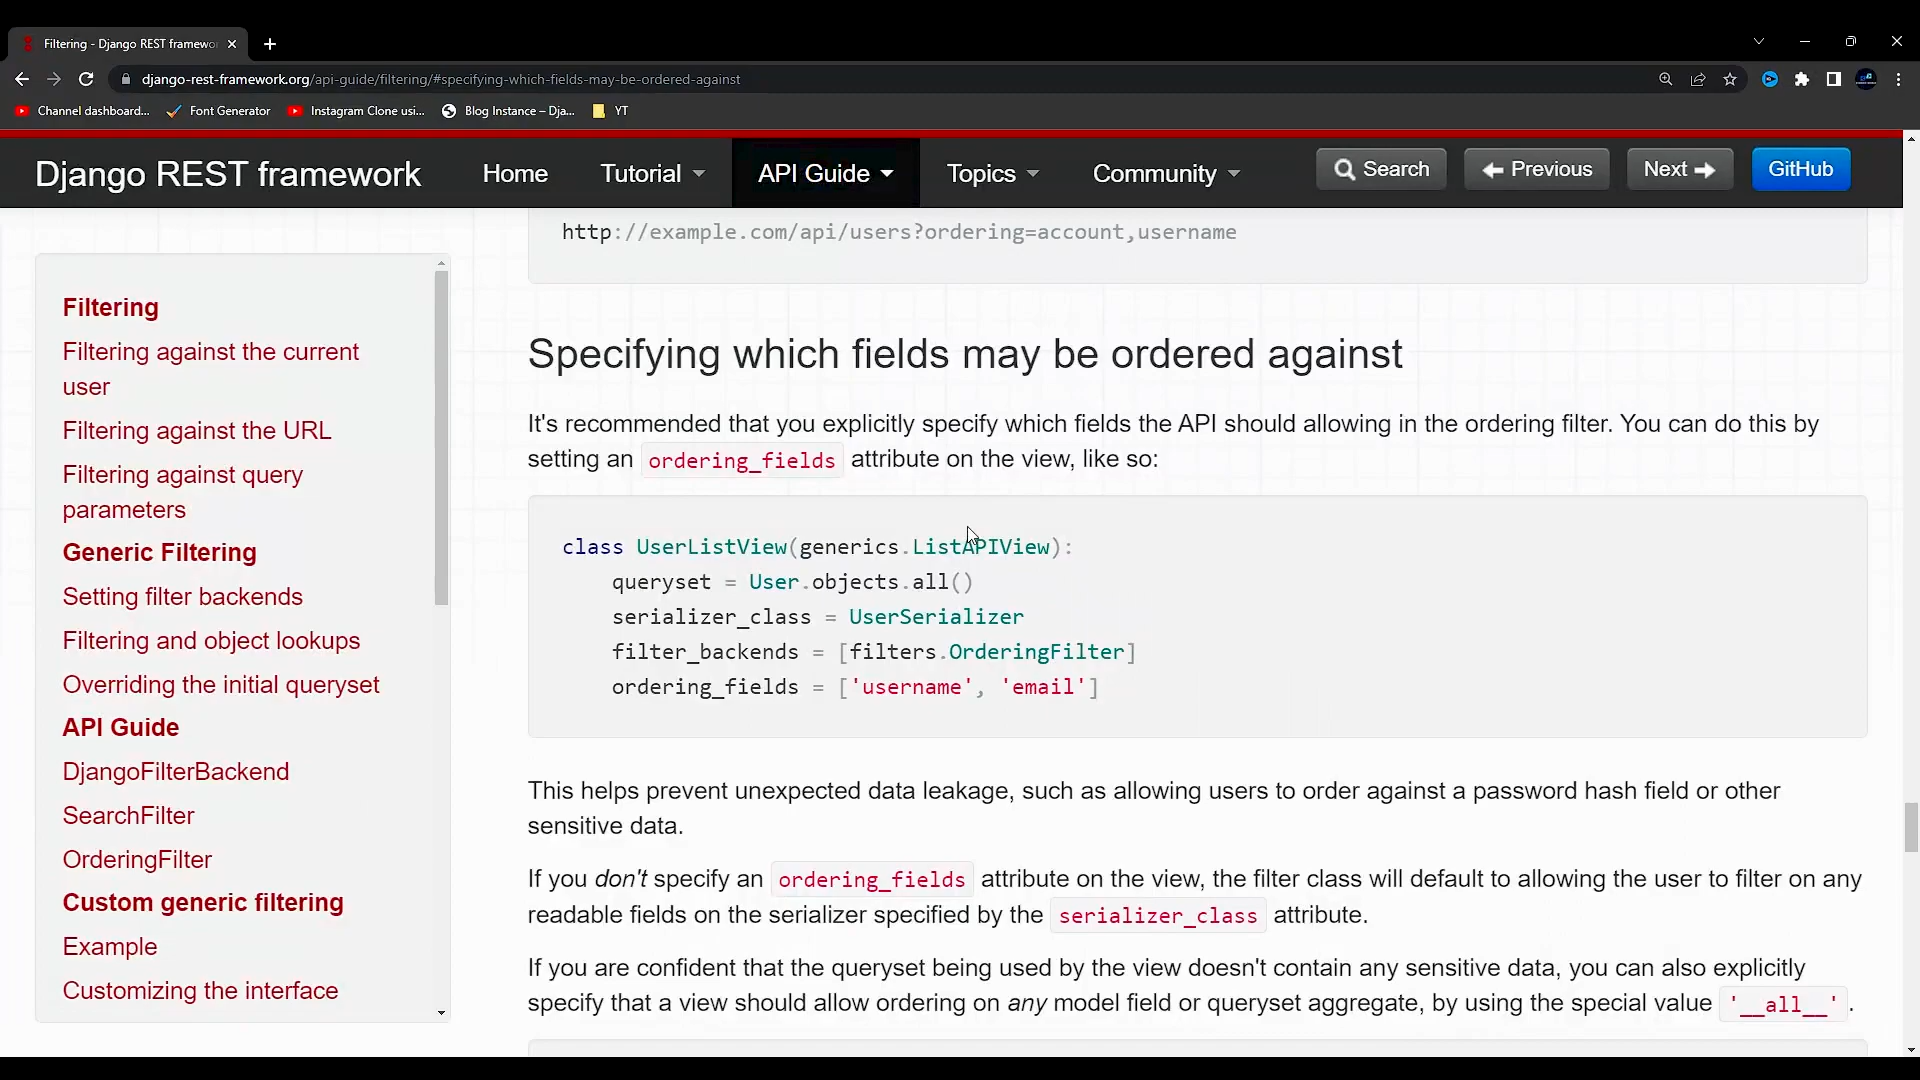 Filtering - Django REST framewo
django-rest-framework.org/api-guide/filtering/#specifying-which-fields-may-be-ordered-against
Channel dashboard...
Font Generator
Instagram Clone usi...
Blog Instance – Dja...
YT
Django REST framework
Home
Tutorial
API Guide
Topics
Community
Search
Previous
Next
GitHub
Filtering
Filtering against the current
user
Filtering against the URL
Filtering against query
parameters
Generic Filtering
Setting filter backends
Filtering and object lookups
Overriding the initial queryset
API Guide
DjangoFilterBackend
SearchFilter
OrderingFilter
Custom generic filtering
Example
Customizing the interface
http://example.com/api/users?ordering=account,username
Specifying which fields may be ordered against
It's recommended that you explicitly specify which fields the API should allowing in the ordering filter. You can do this by
setting an ordering_fields attribute on the view, like so:
class UserListView(generics.ListAPIView):
    queryset = User.objects.all()
    serializer_class = UserSerializer
    filter_backends = [filters.OrderingFilter]
    ordering_fields = ['username', 'email']
This helps prevent unexpected data leakage, such as allowing users to order against a password hash field or other
sensitive data.
If you don't specify an ordering_fields attribute on the view, the filter class will default to allowing the user to filter on any
readable fields on the serializer specified by the serializer_class attribute.
If you are confident that the queryset being used by the view doesn't contain any sensitive data, you can also explicitly
specify that a view should allow ordering on any model field or queryset aggregate, by using the special value '__all__'.